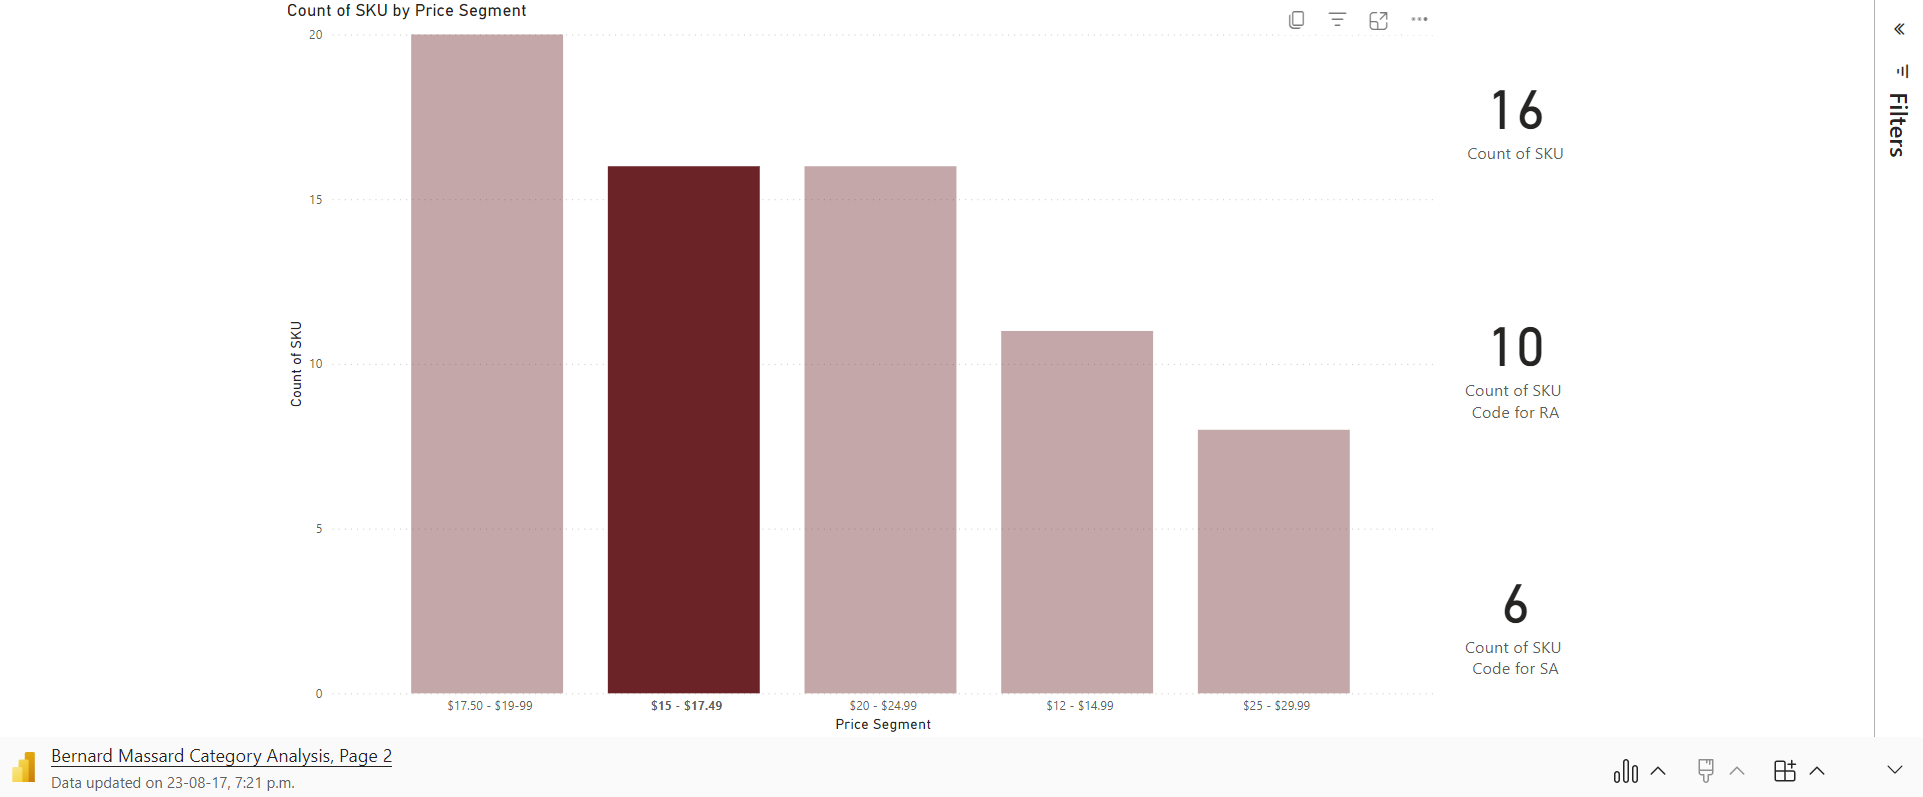 Count of SKU by Price Segment
20
15
10
5
0
Count of SKU
$17.50 - $19-99
$15 - $17.49
$20 - $24.99
$12 - $14.99
$25 - $29.99
Price Segment
16
Count of SKU
10
Count of SKU
Code for RA
6
Count of SKU
Code for SA
Filters
Bernard Massard Category Analysis, Page 2
Data updated on 23-08-17, 7:21 p.m.